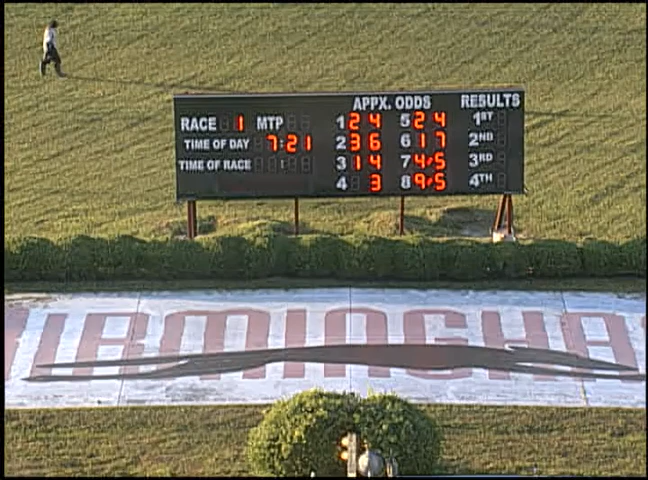 APPX. ODDS RESULTS
RACE 1 MTP 1 24 5 24 1ST
TIME OF DAY 7:21 2 36 6 17 2ND
TIME OF RACE : 3 14 7 4/5 3RD
4 3 8 9/5 4TH
BIRMINGHA